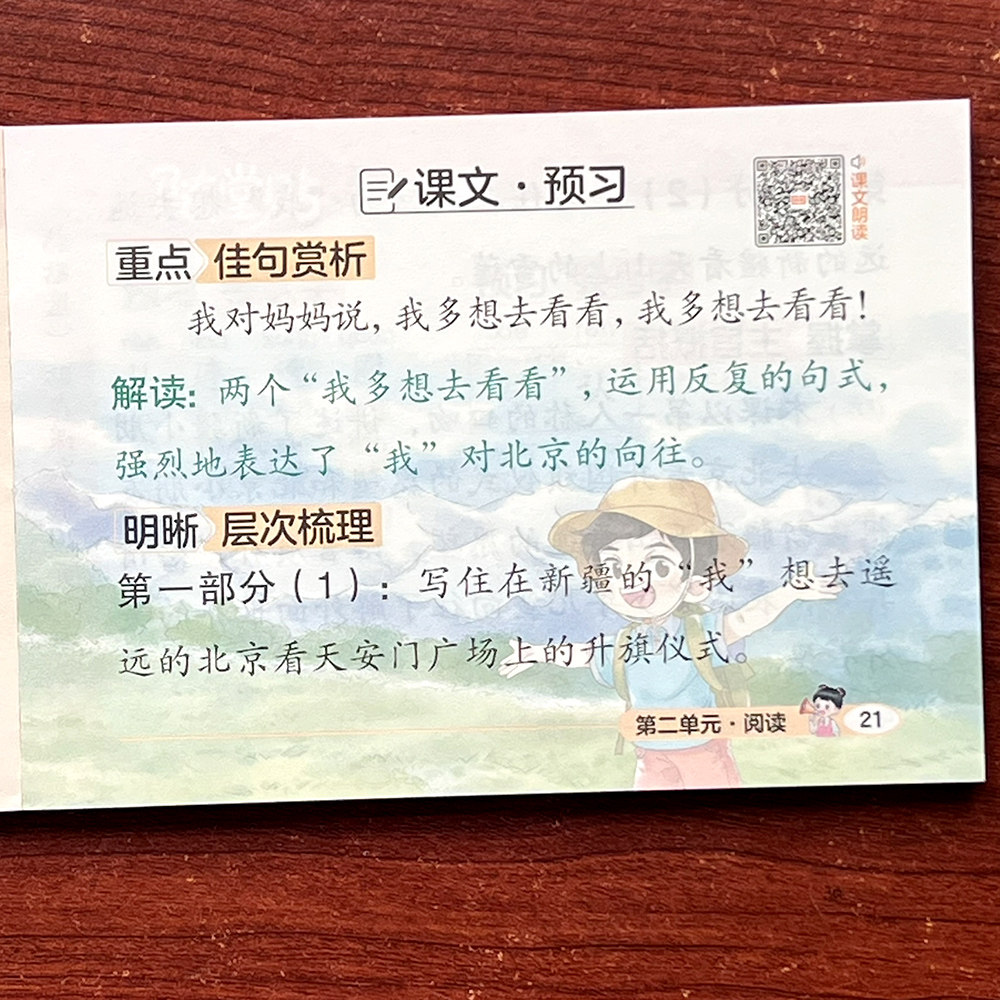 课文·预习
课文朗读
重点 佳句赏析
我对妈妈说，我多想去看看，我多想去看看！
解读：两个“我多想去看看”，运用反复的句式，
强烈地表达了“我”对北京的向往。
明晰 层次梳理
第一部分（1）：写住在新疆的“我”想去遥
远的北京看天安门广场上的升旗仪式。
第二单元·阅读 21